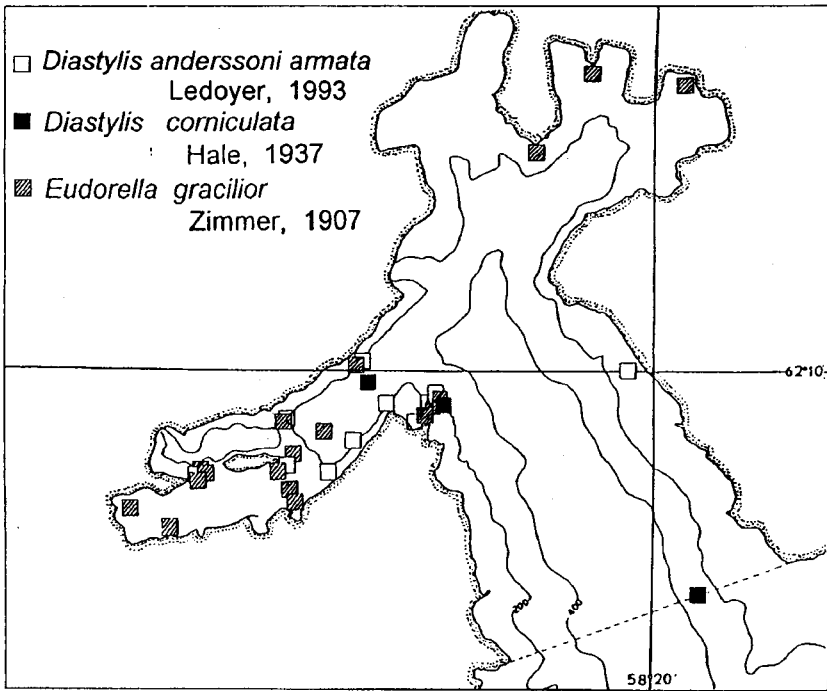 Diastylis anderssoni armata
Ledoyer, 1993
Diastylis corniculata
Hale, 1937
Eudorella gracilior
Zimmer, 1907
62°10'
200
400
58°20'